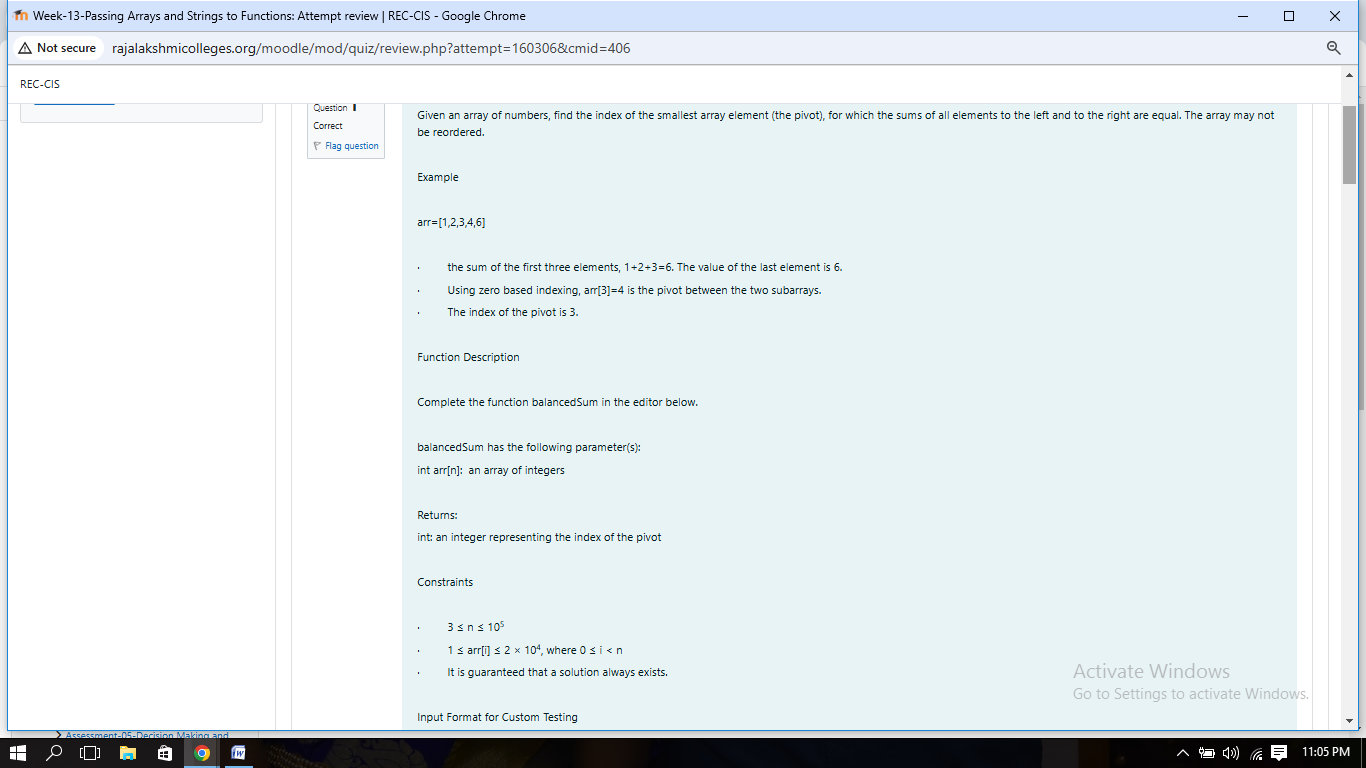 Week-13-Passing Arrays and Strings to Functions: Attempt review | REC-CIS - Google Chrome
Not secure rajalakshmicolleges.org/moodle/mod/quiz/review.php?attempt=160306&cmid=406
REC-CIS
Question 1
Correct
Flag question
Given an array of numbers, find the index of the smallest array element (the pivot), for which the sums of all elements to the left and to the right are equal. The array may not
be reordered.
Example
arr=[1,2,3,4,6]
· the sum of the first three elements, 1+2+3=6. The value of the last element is 6.
· Using zero based indexing, arr[3]=4 is the pivot between the two subarrays.
· The index of the pivot is 3.
Function Description
Complete the function balancedSum in the editor below.
balancedSum has the following parameter(s):
int arr[n]: an array of integers
Returns:
int: an integer representing the index of the pivot
Constraints
· 3 ≤ n ≤ 10⁵
· 1 ≤ arr[i] ≤ 2 × 10⁴, where 0 ≤ i < n
· It is guaranteed that a solution always exists.
Input Format for Custom Testing
Activate Windows
Go to Settings to activate Windows.
Assessment-05-Decision Making and
11:05 PM